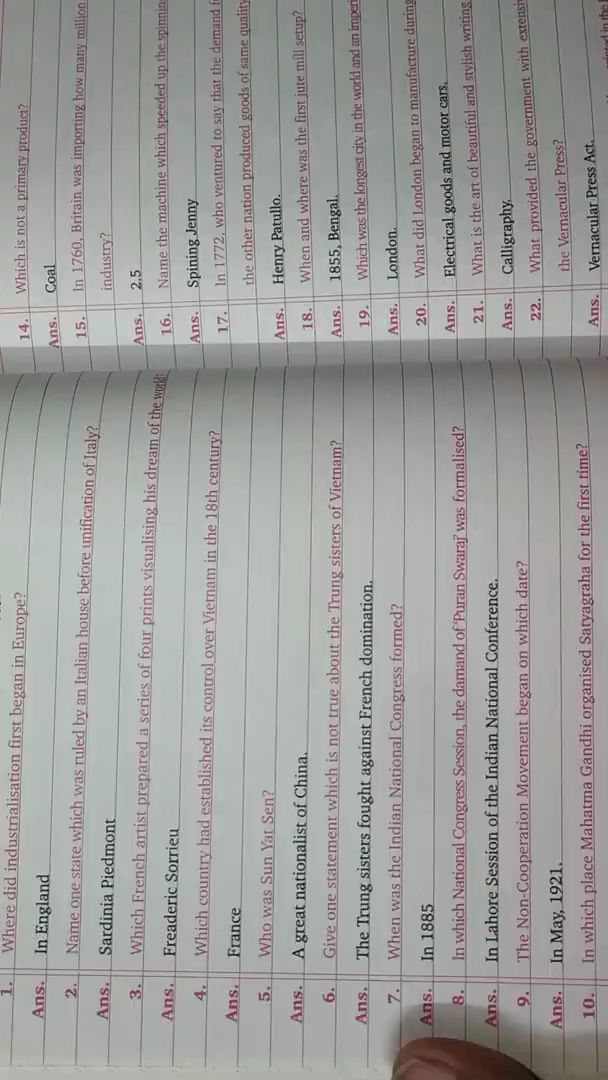 1. Where did industrialisation first began in Europe?
Ans. In England
2. Name one state which was ruled by an Italian house before unification of Italy?
Ans. Sardinia Piedmont
3. Which French artist prepared a series of four prints visualising his dream of the world
Ans. Freaderic Sorrieu
4. Which country had established its control over Vietnam in the 18th century?
Ans. France
5. Who was Sun Yat Sen?
Ans. A great nationalist of China.
6. Give one statement which is not true about the Trung sisters of Vietnam?
Ans. The Trung sisters fought against French domination.
7. When was the Indian National Congress formed?
Ans. In 1885
8. In which National Congress Session, the damand of 'Puran Swaraj' was formalised?
Ans. In Lahore Session of the Indian National Conference.
9. The Non-Cooperation Movement began on which date?
Ans. In May, 1921.
10. In which place Mahatma Gandhi organised Satyagraha for the first time?
14. Which is not a primary product?
Ans. Coal
15. In 1760, Britain was importing how many million
industry?
Ans. 2.5
16. Name the machine which speeded up the spinning
Ans. Spining Jenny
17. In 1772, who ventured to say that the demand
the other nation produced goods of same quality
Ans. Henry Patullo.
18. When and where was the first jute mill setup?
Ans. 1855, Bengal.
19. Which was the longest city in the world and an
Ans. London.
20. What did London began to manufacture during
Ans. Electrical goods and motor cars.
21. What is the art of beautiful and stylish writing
Ans. Calligraphy.
22. What provided the government with
the Vernacular Press?
Ans. Vernacular Press Act.